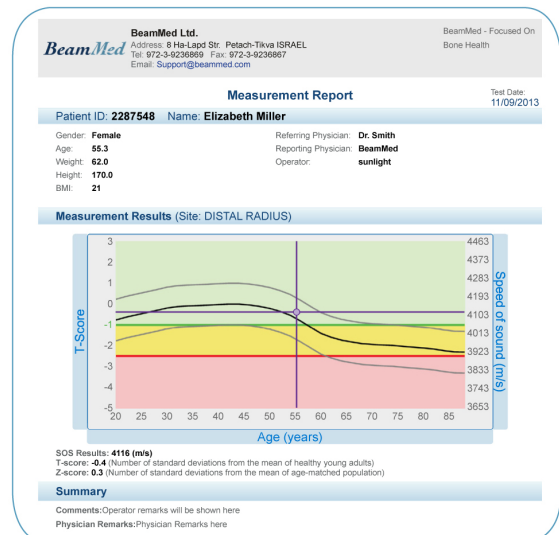 BeamMed
BeamMed Ltd.
Address: 8 Ha-Lapd Str. Petach-Tikva ISRAEL
Tel: 972-3-9236869 Fax: 972-3-9236867
Email: Support@beammed.com
BeamMed - Focused On
Bone Health
Measurement Report
Test Date:
11/09/2013
Patient ID: 2287548 Name: Elizabeth Miller
Gender: Female
Age: 55.3
Weight: 62.0
Height: 170.0
BMI: 21
Referring Physician: Dr. Smith
Reporting Physician: BeamMed
Operator: sunlight
Measurement Results (Site: DISTAL RADIUS)
T-Score
3
2
1
0
-1
-2
-3
-4
-5
20 25 30 35 40 45 50 55 60 65 70 75 80 85
Age (years)
4463
4373
4283
4193
4103
4013
3923
3833
3743
3653
Speed of sound (m/s)
SOS Results: 4116 (m/s)
T-score: -0.4 (Number of standard deviations from the mean of healthy young adults)
Z-score: 0.3 (Number of standard deviations from the mean of age-matched population)
Summary
Comments:Operator remarks will be shown here
Physician Remarks:Physician Remarks here